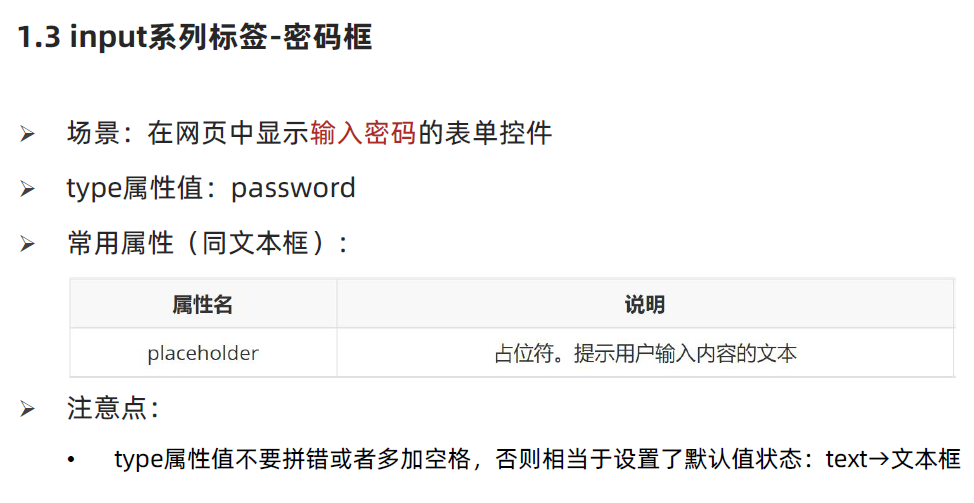 1.3 input系列标签-密码框
➢ 场景：在网页中显示输入密码的表单控件
➢ type属性值：password
➢ 常用属性（同文本框）：
属性名 说明
placeholder 占位符。提示用户输入内容的文本
➢ 注意点：
• type属性值不要拼错或者多加空格，否则相当于设置了默认值状态：text→文本框